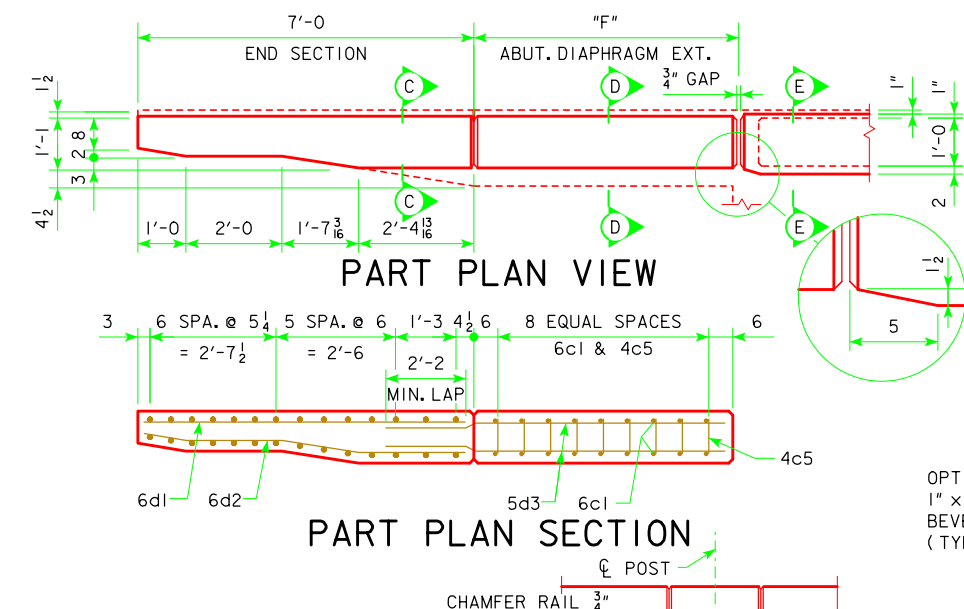 7'-0 "F"
END SECTION ABUT. DIAPHRAGM EXT.
3/4" GAP
C D E
1/2 1'-1 8 2 3 4 1/2
1" 1" 1'-0 2
C D E
1'-0 2'-0 1'-7 3/16 2'-4 13/16
PART PLAN VIEW
1 1/2
5
3 6 SPA. @ 5 1/4 5 SPA. @ 6 1'-3 4 1/2 6 8 EQUAL SPACES 6
= 2'-7 1/2 = 2'-6 6c1 & 4c5
2'-2
MIN. LAP
4c5
6d1 6d2 5d3 6c1
PART PLAN SECTION
OPT
1" x
BEVE
(TYP
℄ POST
CHAMFER RAIL 3/4"